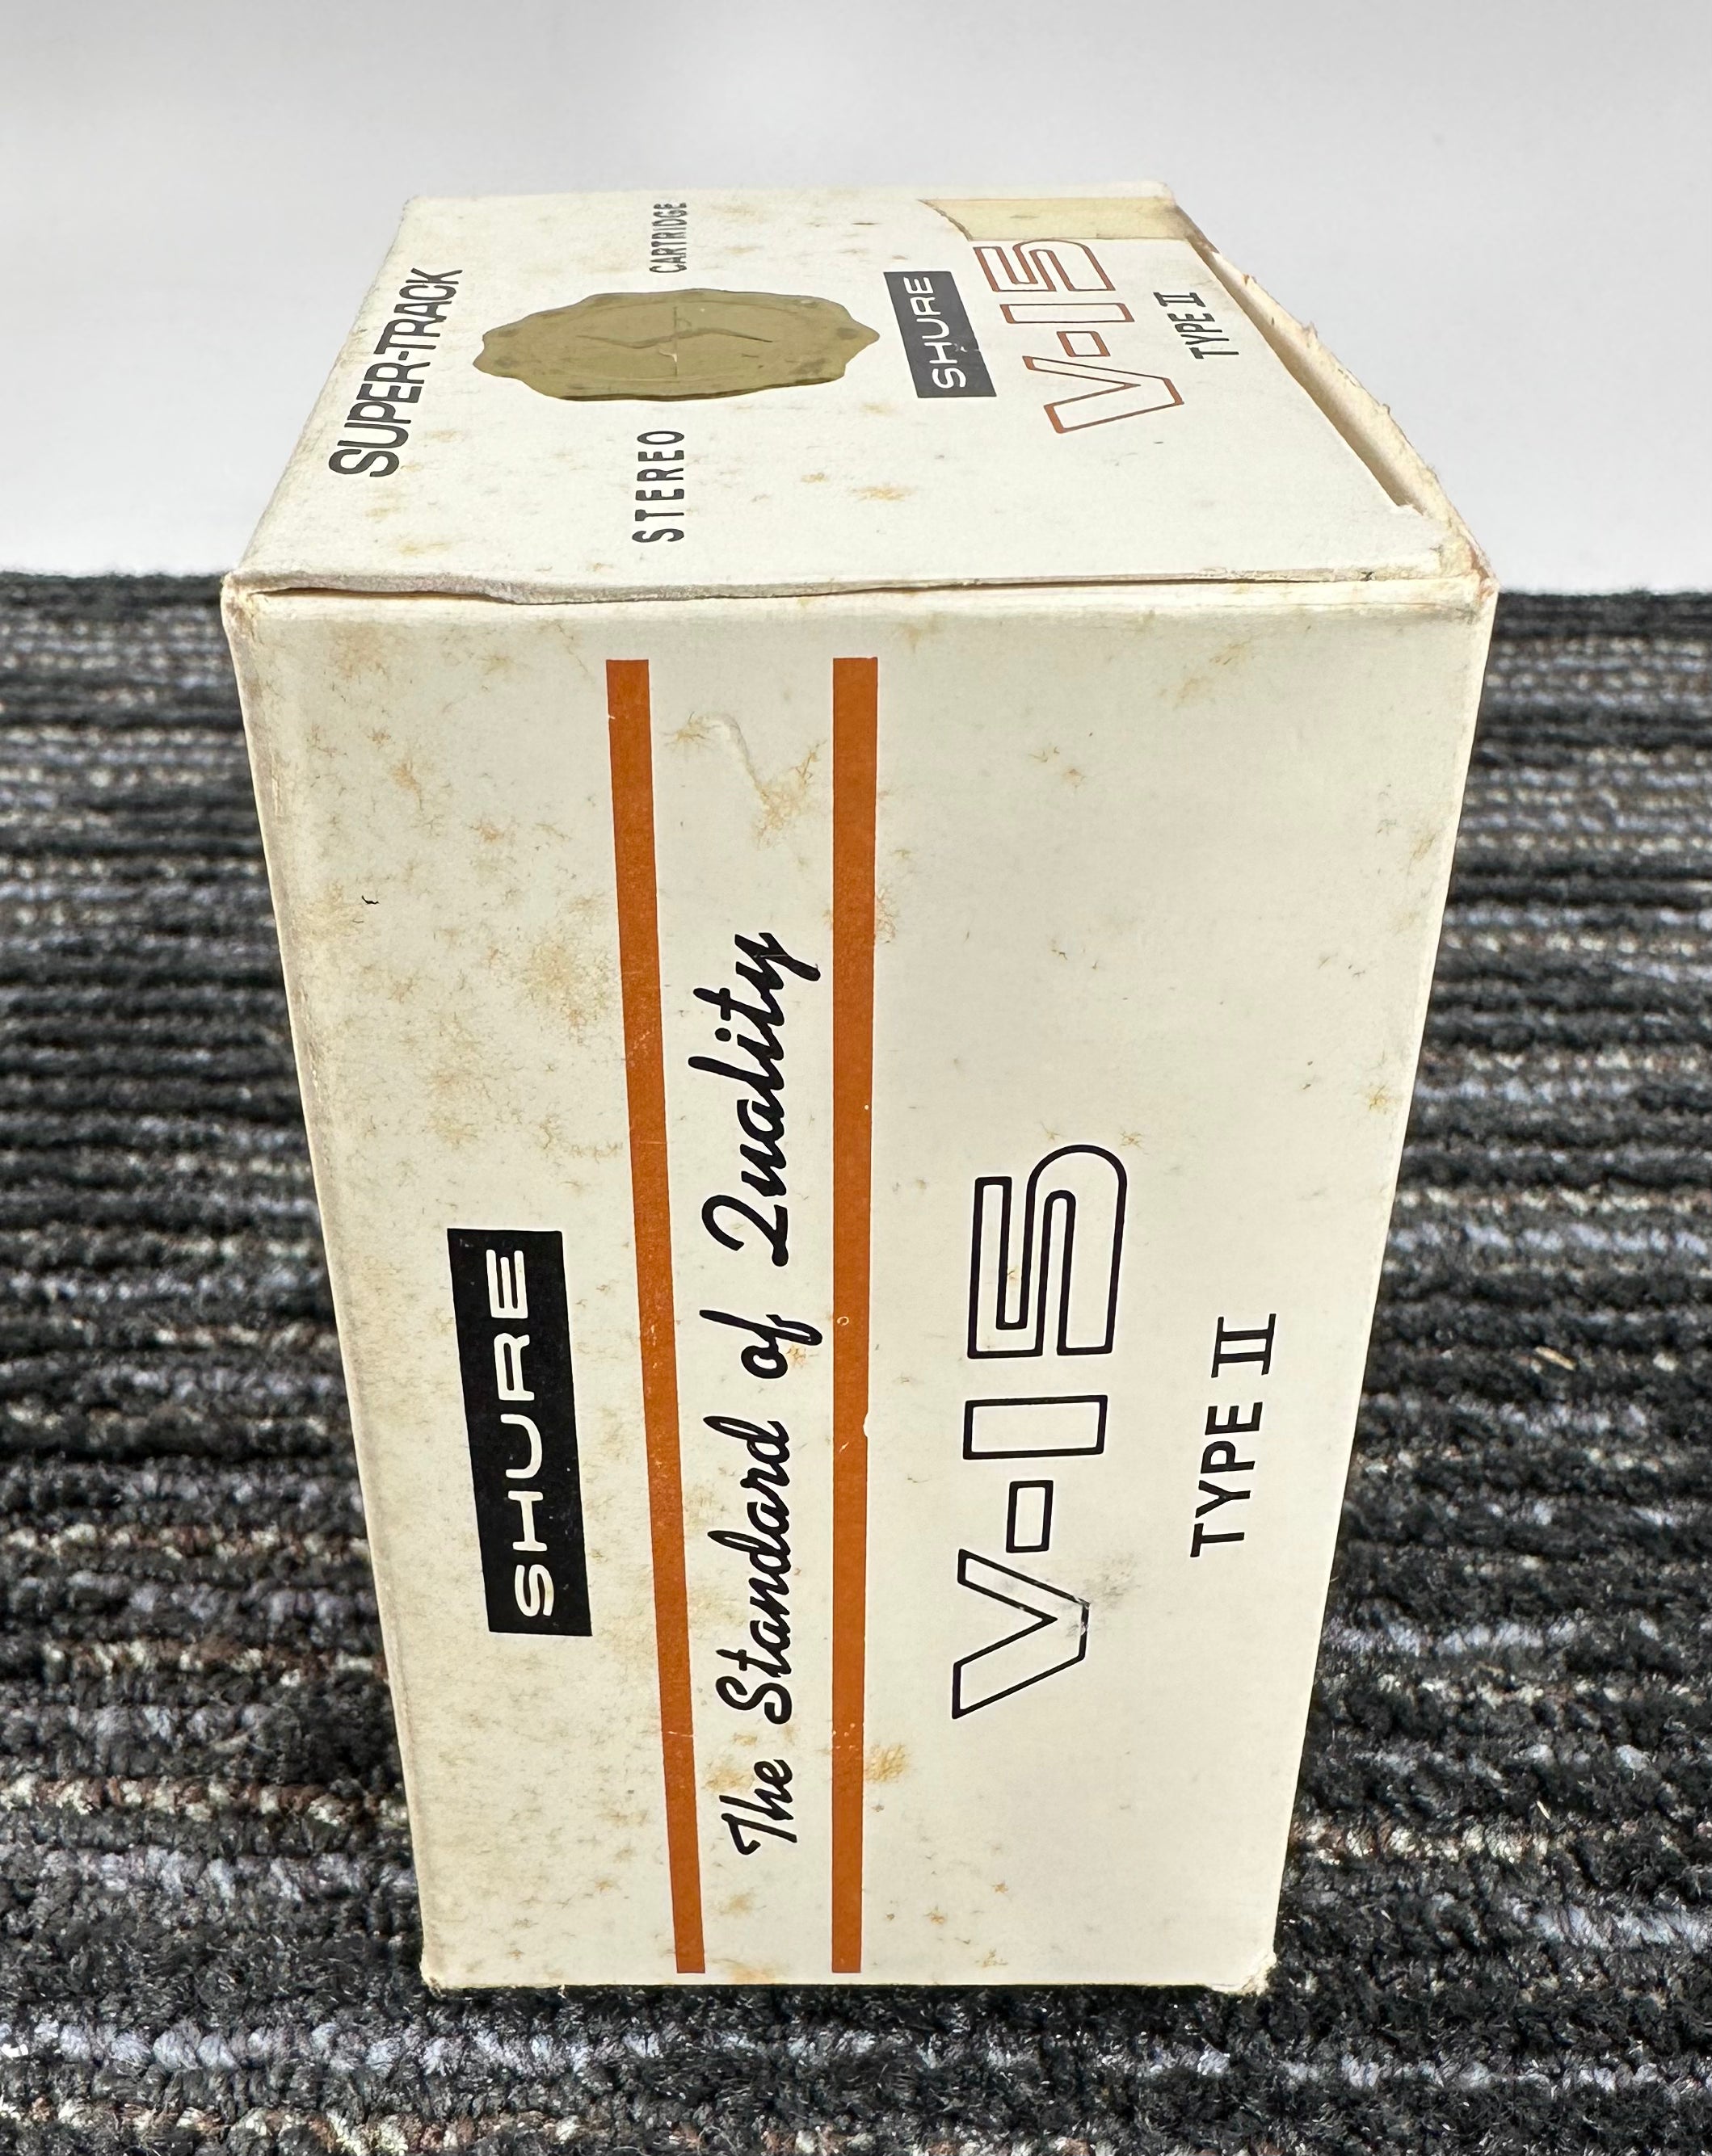 SUPER-TRACK
STEREO CARTRIDGE
SHURE
V-15
TYPE II
SHURE
The Standard of Quality
V-15
TYPE II